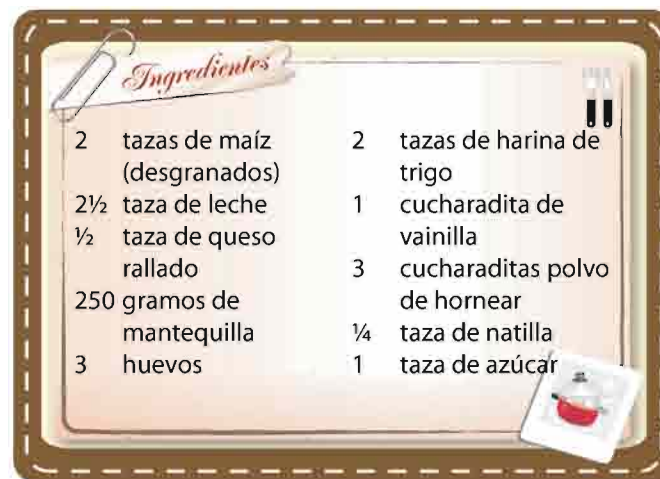 Ingredientes
2 tazas de maíz
(desgranados)
2½ taza de leche
½ taza de queso
rallado
250 gramos de
mantequilla
3 huevos
2 tazas de harina de
trigo
1 cucharadita de
vainilla
3 cucharaditas polvo
de hornear
¼ taza de natilla
1 taza de azúcar